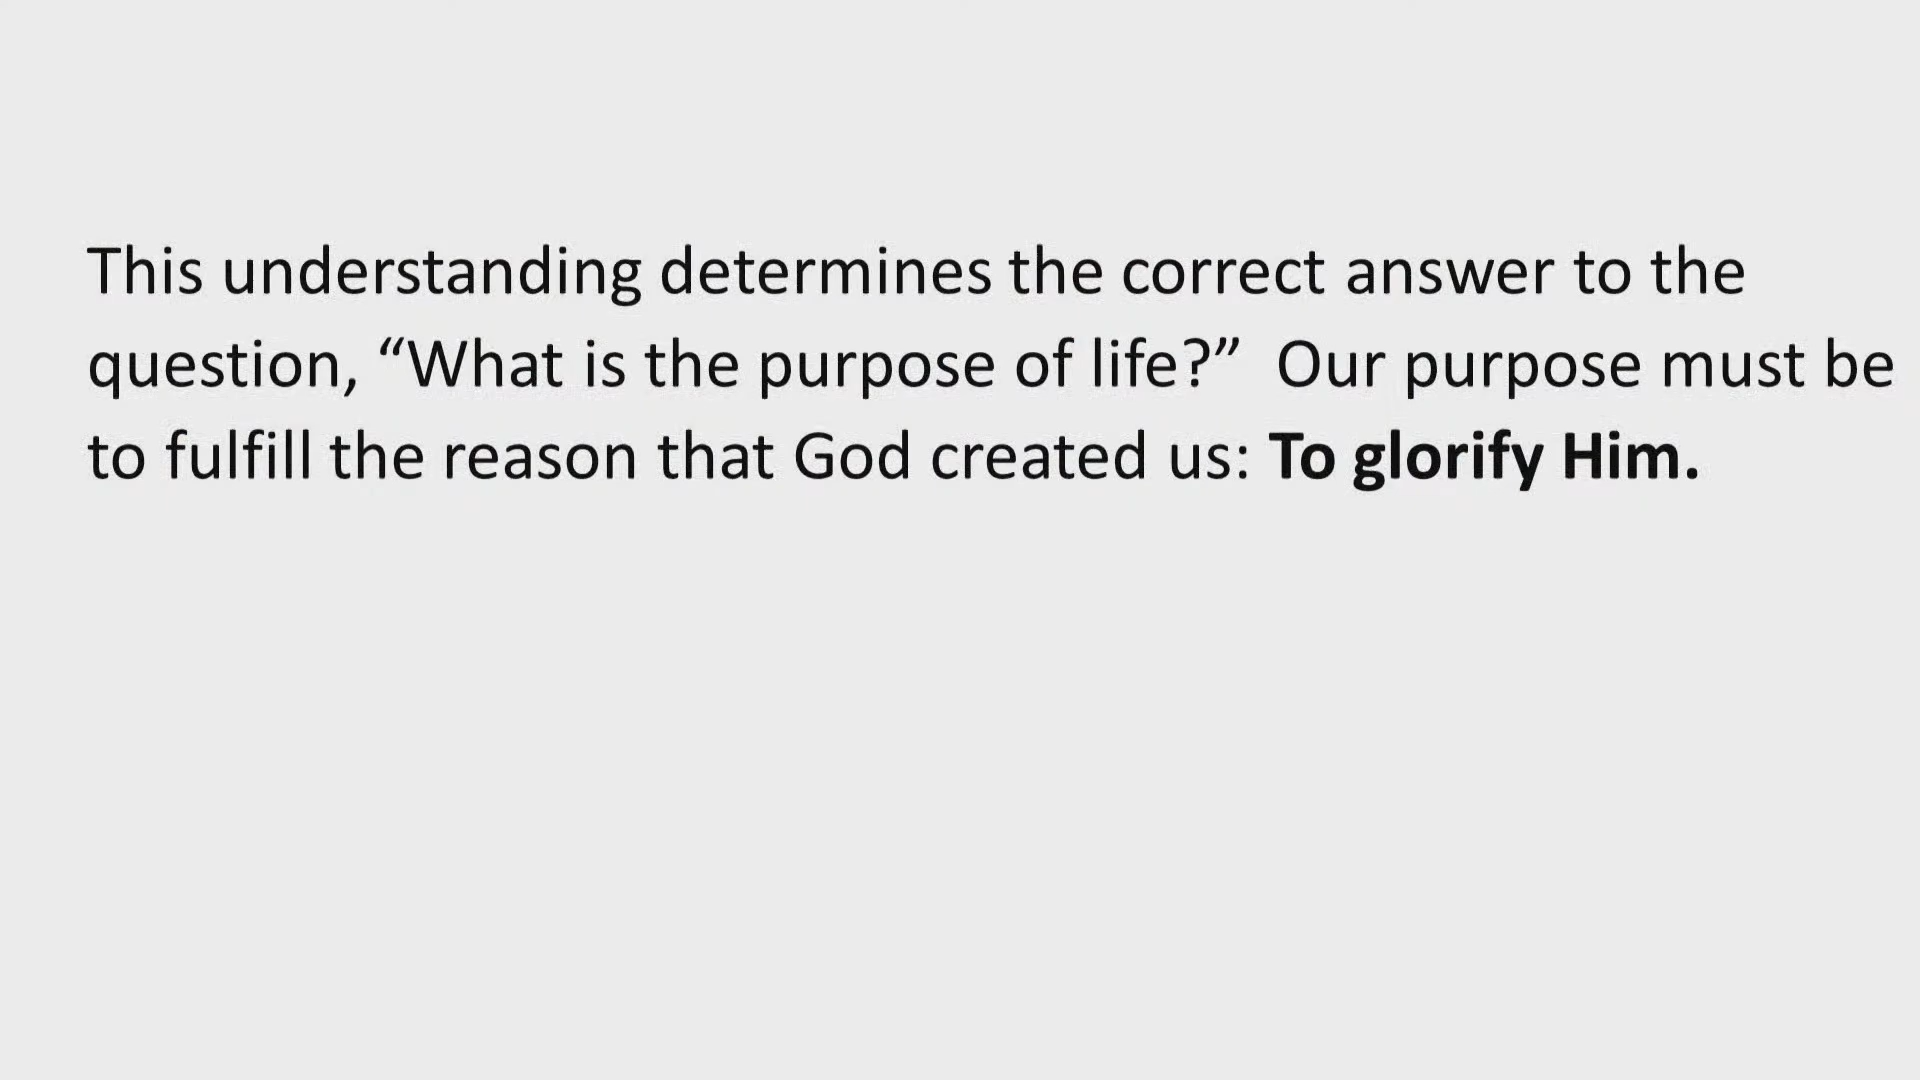 This understanding determines the correct answer to the
question, “What is the purpose of life?”  Our purpose must be
to fulfill the reason that God created us: To glorify Him.